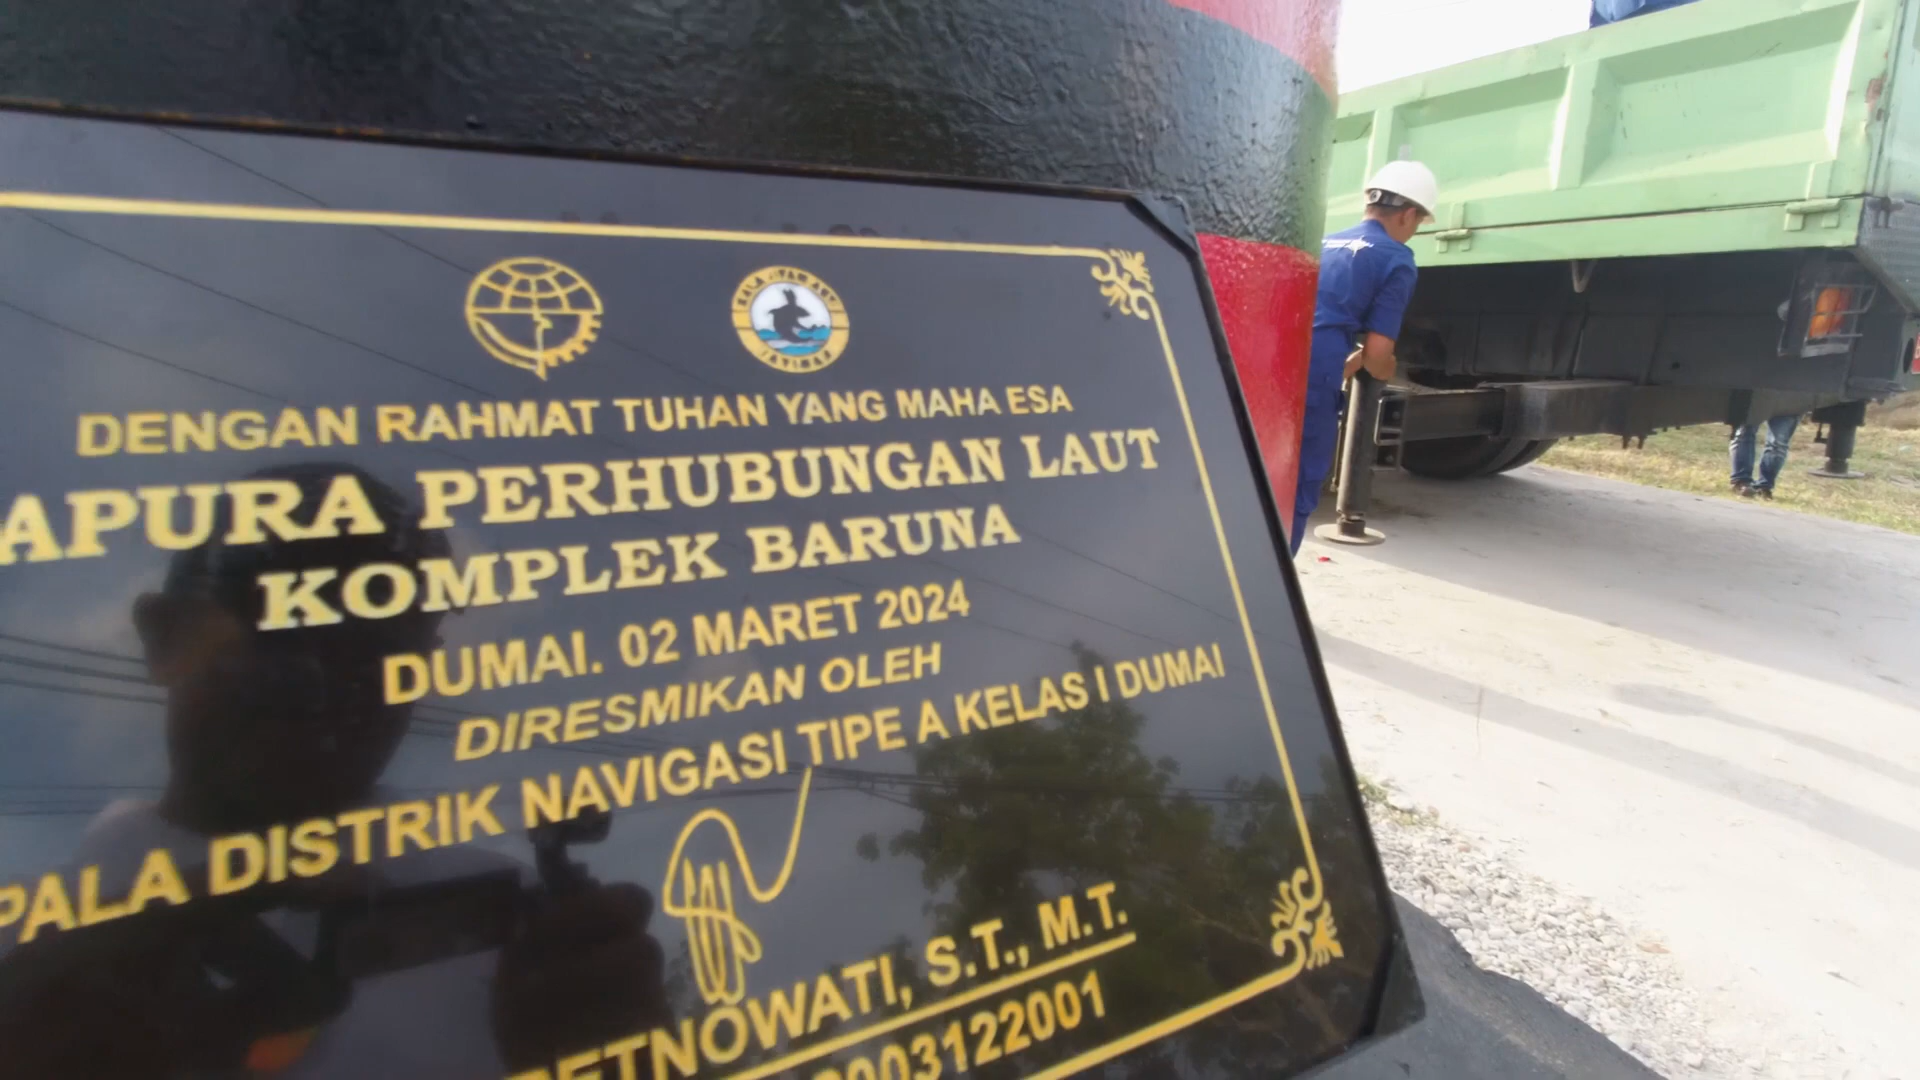 DENGAN RAHMAT TUHAN YANG MAHA ESA
APURA PERHUBUNGAN LAUT
KOMPLEK BARUNA
DUMAI. 02 MARET 2024
DIRESMIKAN OLEH
PALA DISTRIK NAVIGASI TIPE A KELAS I DUMAI
ETNOWATI, S.T., M.T.
003122001